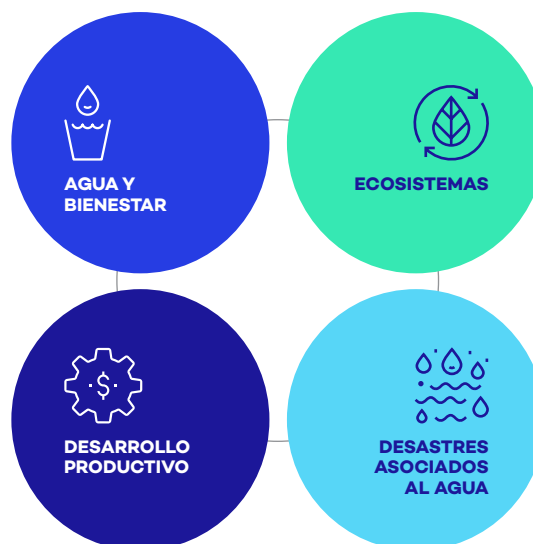 AGUA Y
BIENESTAR
ECOSISTEMAS
$
DESARROLLO
PRODUCTIVO
DESASTRES
ASOCIADOS
AL AGUA